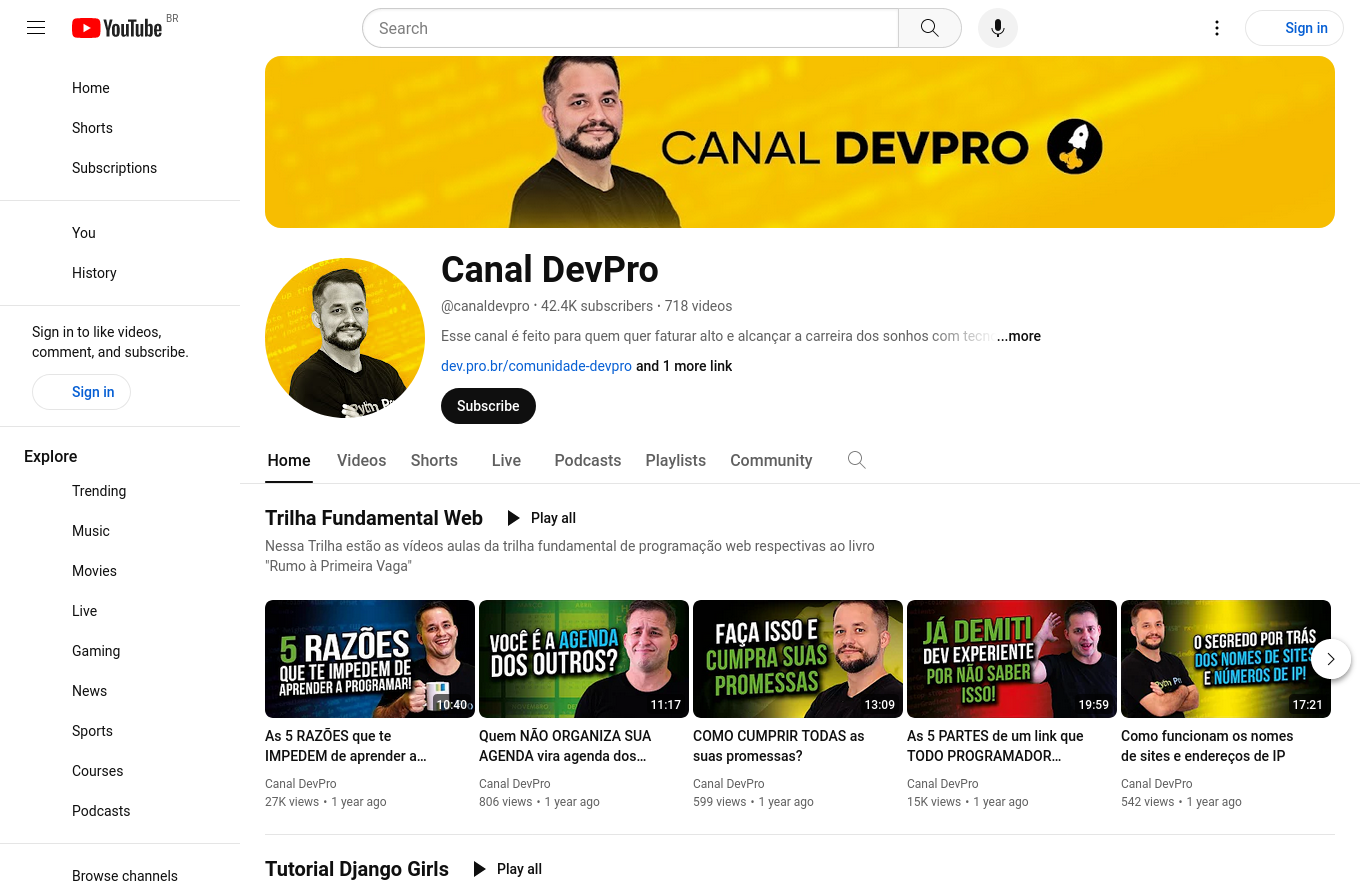 YouTube BR
Search
Sign in
Home
Shorts
Subscriptions
You
History
Sign in to like videos,
comment, and subscribe.
Sign in
Explore
Trending
Music
Movies
Live
Gaming
News
Sports
Courses
Podcasts
Browse channels
CANAL DEVPRO
Canal DevPro
@canaldevpro · 42.4K subscribers · 718 videos
Esse canal é feito para quem quer faturar alto e alcançar a carreira dos sonhos com ...more
dev.pro.br/comunidade-devpro and 1 more link
Subscribe
Home Videos Shorts Live Podcasts Playlists Community
Trilha Fundamental Web Play all
Nessa Trilha estão as vídeos aulas da trilha fundamental de programação web respectivas ao livro
"Rumo à Primeira Vaga"
5 RAZÕES
QUE TE IMPEDEM DE
APRENDER A PROGRAMAR!
10:40
As 5 RAZÕES que te
IMPEDEM de aprender a...
Canal DevPro
27K views • 1 year ago
VOCÊ É A AGENDA
DOS OUTROS?
11:17
Quem NÃO ORGANIZA SUA
AGENDA vira agenda dos...
Canal DevPro
806 views • 1 year ago
FAÇA ISSO E
CUMPRA SUAS
PROMESSAS
13:09
COMO CUMPRIR TODAS as
suas promessas?
Canal DevPro
599 views • 1 year ago
JÁ DEMITI
DEV EXPERIENTE
POR NÃO SABER
ISSO!
19:59
As 5 PARTES de um link que
TODO PROGRAMADOR...
Canal DevPro
15K views • 1 year ago
O SEGREDO POR TRÁS
DOS NOMES DE SITES
E NÚMEROS DE IP!
17:21
Como funcionam os nomes
de sites e endereços de IP
Canal DevPro
542 views • 1 year ago
Tutorial Django Girls Play all